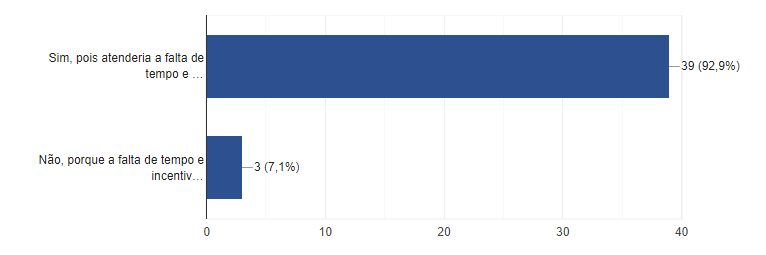 Sim, pois atenderia a falta de
tempo e …
39 (92,9%)
Não, porque a falta de tempo e
incentiv…
3 (7,1%)
0
10
20
30
40